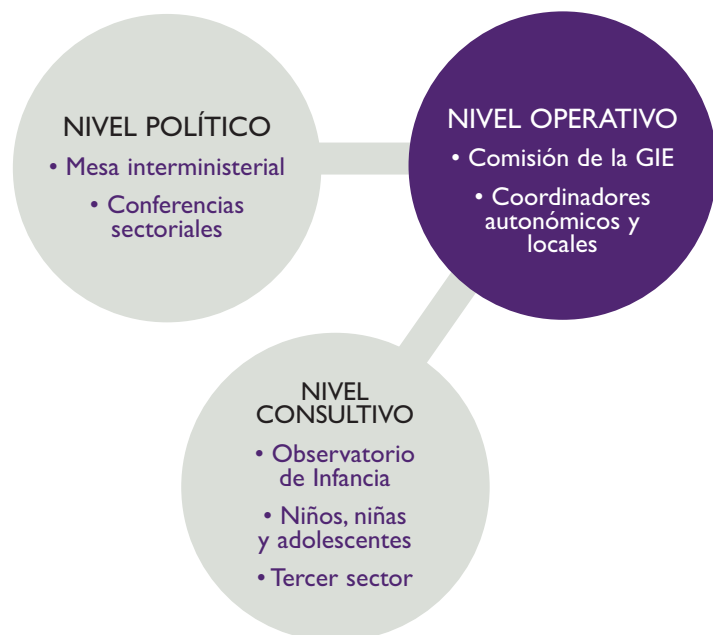 NIVEL POLÍTICO
• Mesa interministerial
• Conferencias
sectoriales
NIVEL OPERATIVO
• Comisión de la GIE
• Coordinadores
autonómicos y
locales
NIVEL
CONSULTIVO
• Observatorio
de Infancia
• Niños, niñas
y adolescentes
• Tercer sector